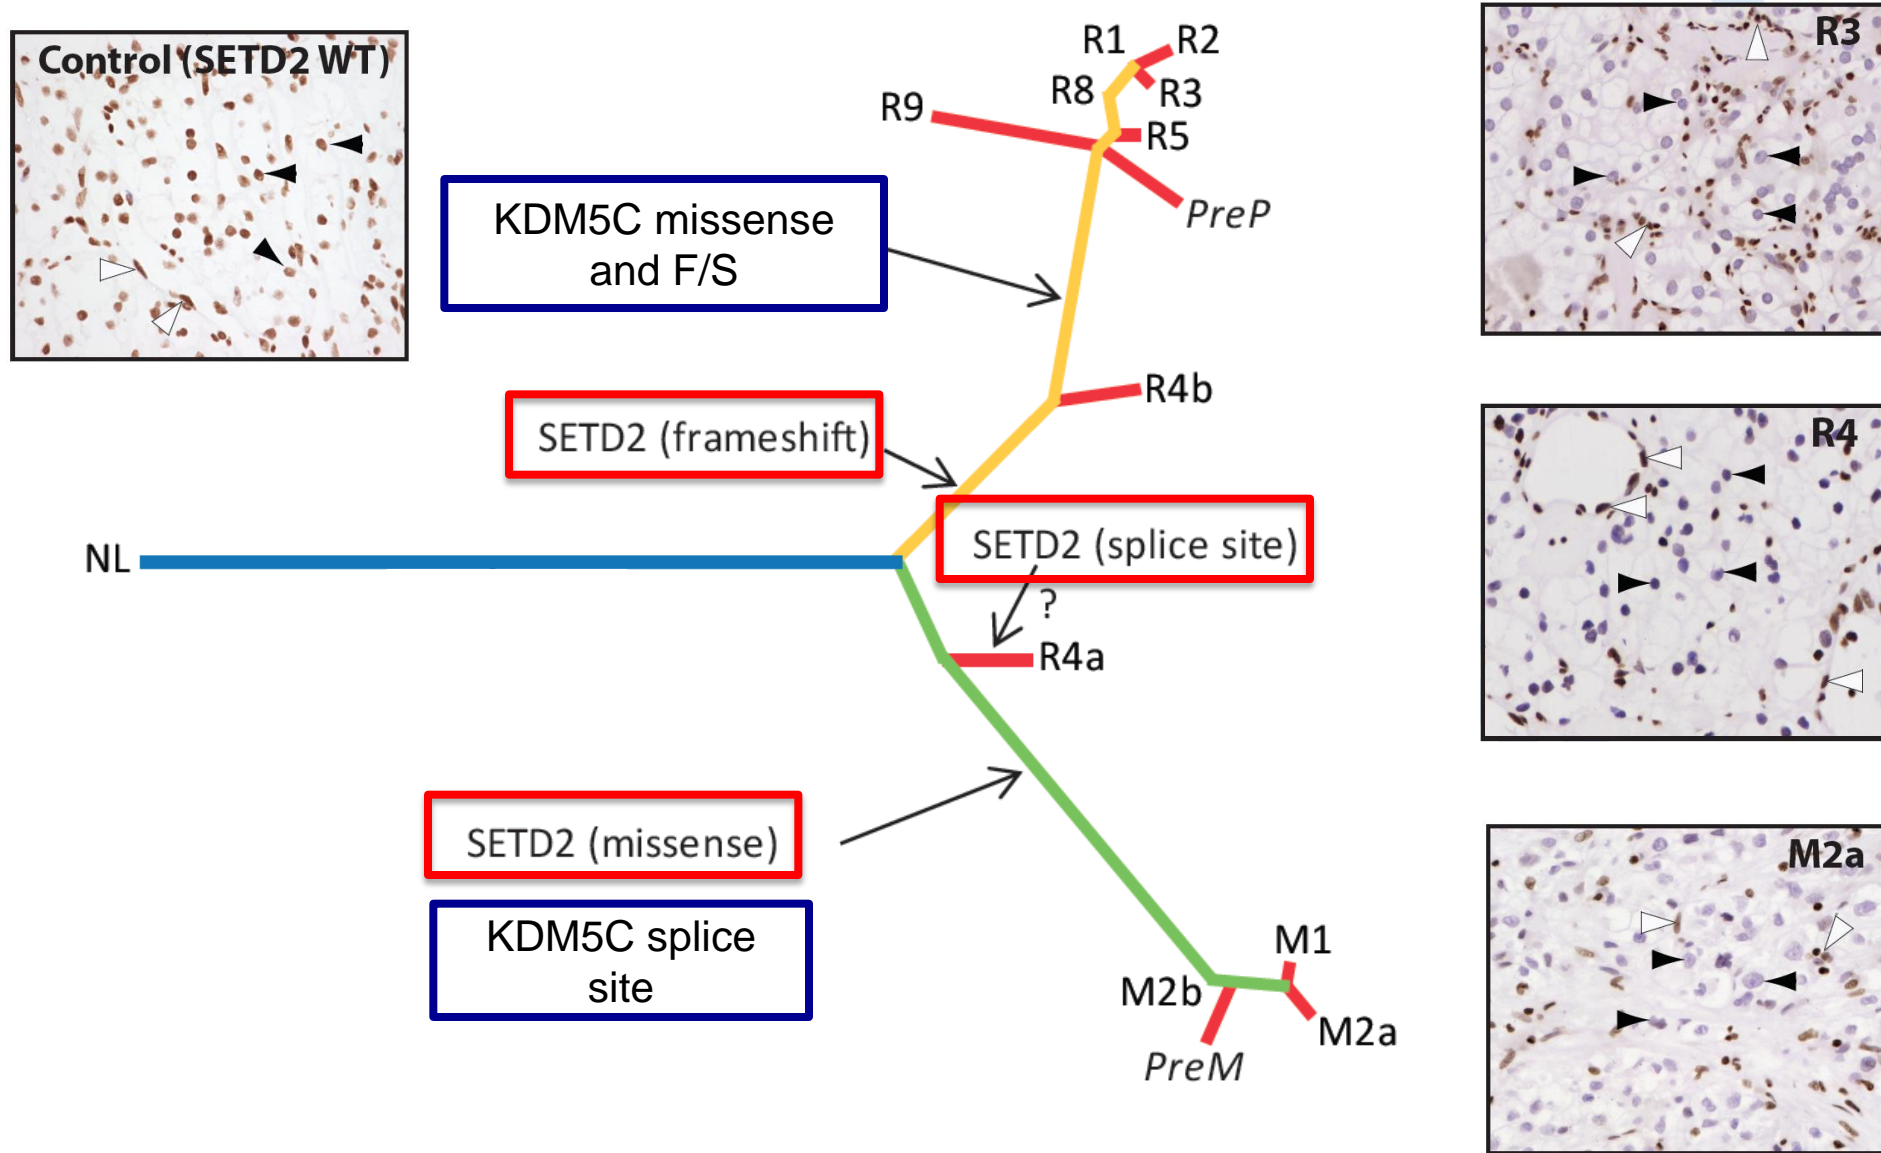 Control (SETD2 WT)
R1
R2
R3
R8
R9
R5
PreP
KDM5C missense
and F/S
R4b
SETD2 (frameshift)
SETD2 (splice site)
NL
?
R4a
SETD2 (missense)
KDM5C splice
site
M1
M2b
M2a
PreM
R3
R4
M2a